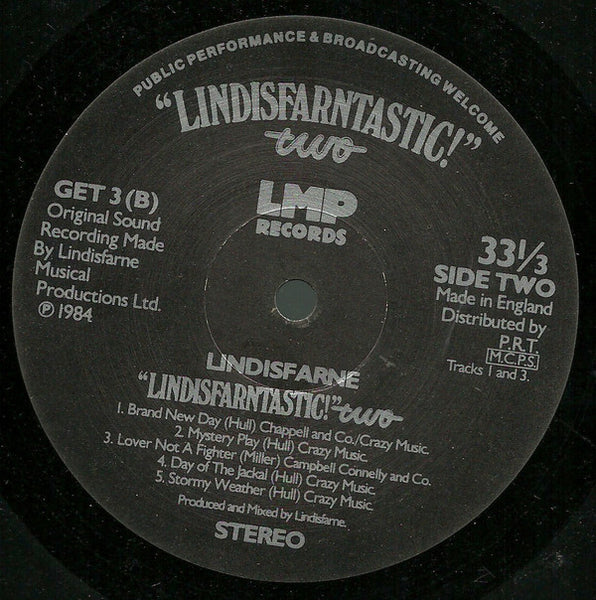 PUBLIC PERFORMANCE & BROADCASTING WELCOME
"LINDISFARNTASTIC!"
two
GET 3 (B)
Original Sound
Recording Made
By Lindisfarne
Musical
Productions Ltd.
℗ 1984
LMP
RECORDS
33⅓
SIDE TWO
Made in England
Distributed by
P.R.T.
M.C.P.S.
Tracks 1 and 3.
LINDISFARNE
"LINDISFARNTASTIC!" two
1. Brand New Day (Hull) Chappell and Co./Crazy Music
2. Mystery Play (Hull) Crazy Music.
3. Lover Not A Fighter (Miller) Campbell Connelly and Co.
4. Day of The Jackal (Hull) Crazy Music
5. Stormy Weather (Hull) Crazy Music
Produced and Mixed by Lindisfarne.
STEREO